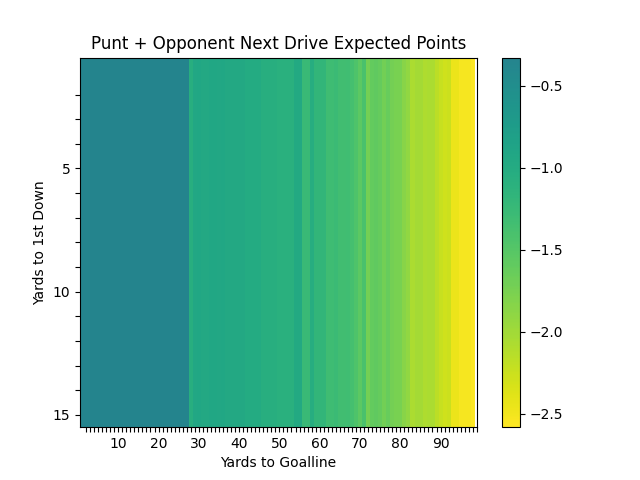 Punt + Opponent Next Drive Expected Points
Yards to 1st Down
5
10
15
10 20 30 40 50 60 70 80 90
Yards to Goalline
−0.5
−1.0
−1.5
−2.0
−2.5